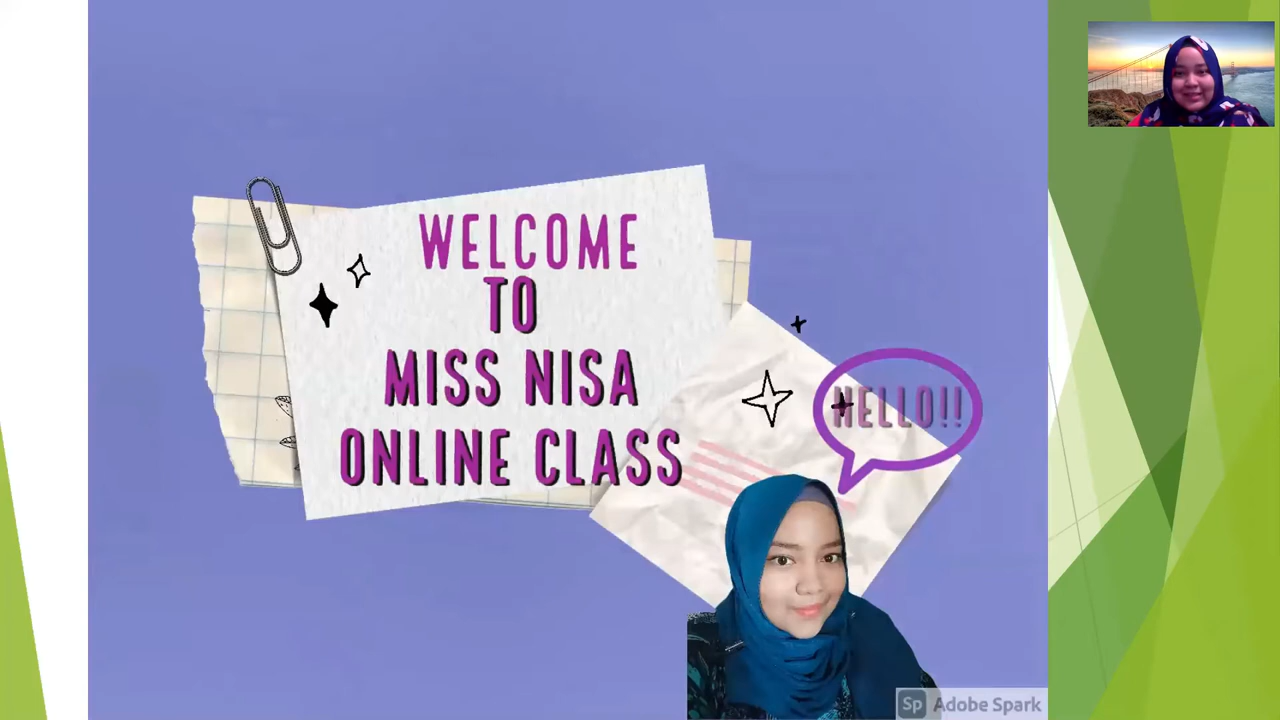 WELCOME
TO
MISS NISA
ONLINE CLASS
HELLO!!
Sp Adobe Spark